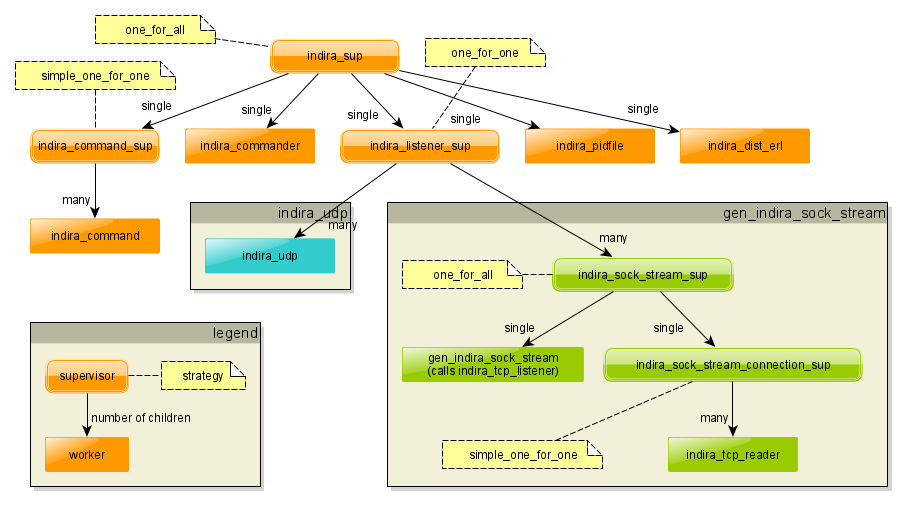 one_for_all
indira_sup
one_for_one
simple_one_for_one
single
single
single
single
single
indira_command_sup
indira_commander
indira_listener_sup
indira_pidfile
indira_dist_erl
many
indira_command
indira_udp
many
indira_udp
gen_indira_sock_stream
many
one_for_all
indira_sock_stream_sup
single
single
gen_indira_sock_stream
(calls indira_tcp_listener)
indira_sock_stream_connection_sup
many
simple_one_for_one
indira_tcp_reader
legend
supervisor
strategy
number of children
worker